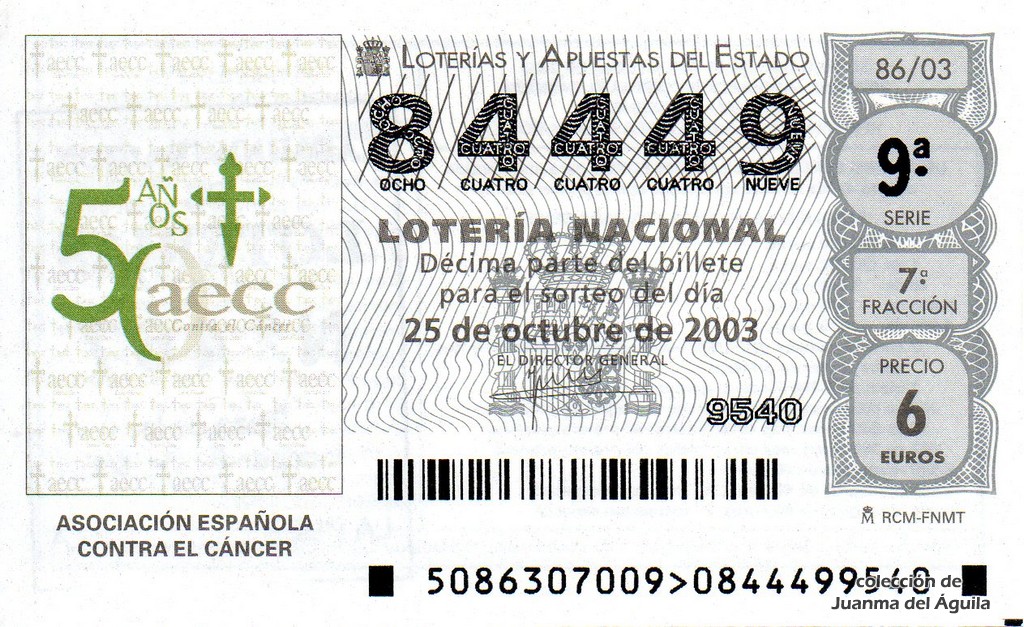 LOTERÍAS Y APUESTAS DEL ESTADO
84449
OCHO CUATRO CUATRO CUATRO NUEVE
LOTERÍA NACIONAL
Décima parte del billete
para el sorteo del día
25 de octubre de 2003
EL DIRECTOR GENERAL
9540
86/03
9ª
SERIE
7ª
FRACCIÓN
PRECIO
6
EUROS
RCM-FNMT
50 AÑOS
aecc
Contra el Cáncer
ASOCIACIÓN ESPAÑOLA
CONTRA EL CÁNCER
5086307009>0844499540
colección de
Juanma del Águila